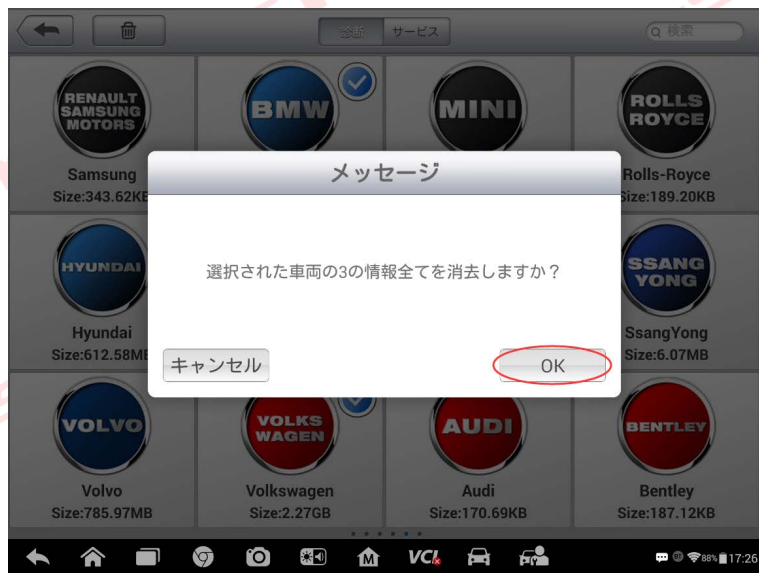 診断 サービス
検索
RENAULT
SAMSUNG
MOTORS
BMW
MINI
ROLLS
ROYCE
Samsung
Rolls-Royce
Size:343.62KB
Size:189.20KB
メッセージ
選択された車両の3の情報全てを消去しますか？
キャンセル
OK
HYUNDAI
SSANG
YONG
Hyundai
SsangYong
Size:612.58MB
Size:6.07MB
VOLVO
VOLKS
WAGEN
AUDI
BENTLEY
Volvo
Volkswagen
Audi
Bentley
Size:785.97MB
Size:2.27GB
Size:170.69KB
Size:187.12KB
M
VCI
88%
17:26